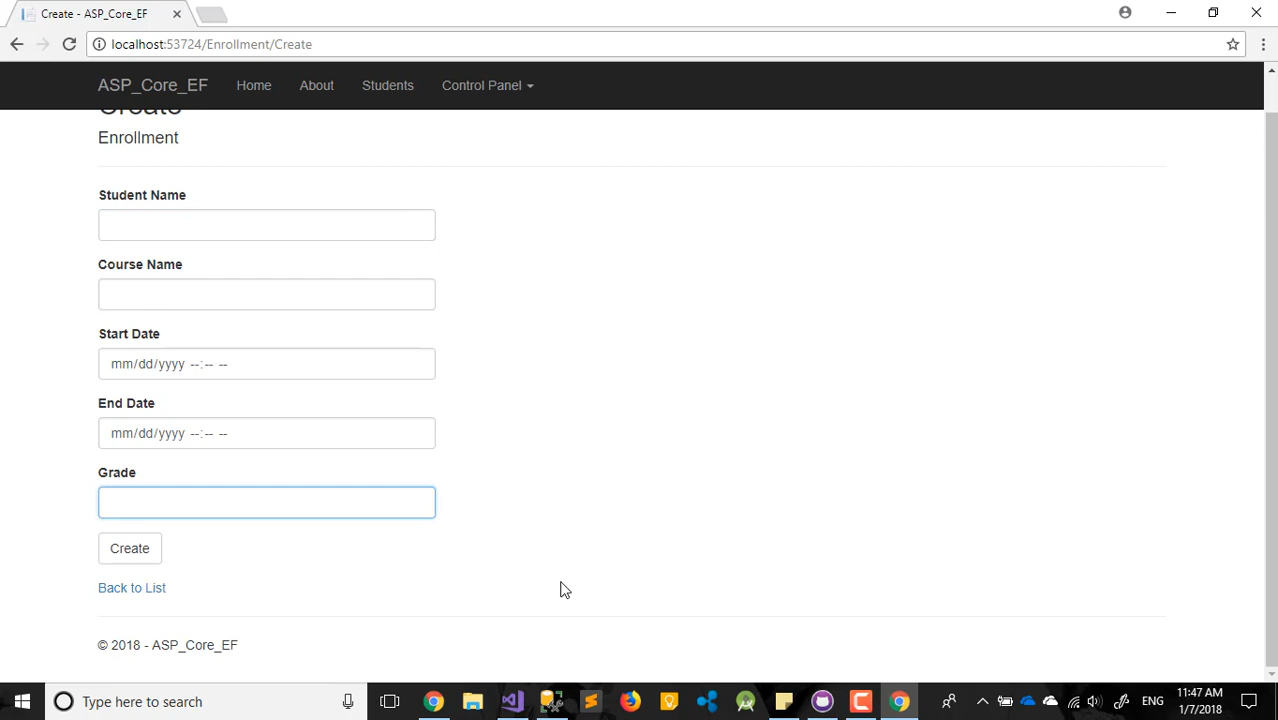 Create - ASP_Core_EF
localhost:53724/Enrollment/Create
ASP_Core_EF Home About Students Control Panel
Create
Enrollment
Student Name
Course Name
Start Date
mm/dd/yyyy --:-- --
End Date
mm/dd/yyyy --:-- --
Grade
Create
Back to List
© 2018 - ASP_Core_EF
Type here to search
ENG
11:47 AM
1/7/2018